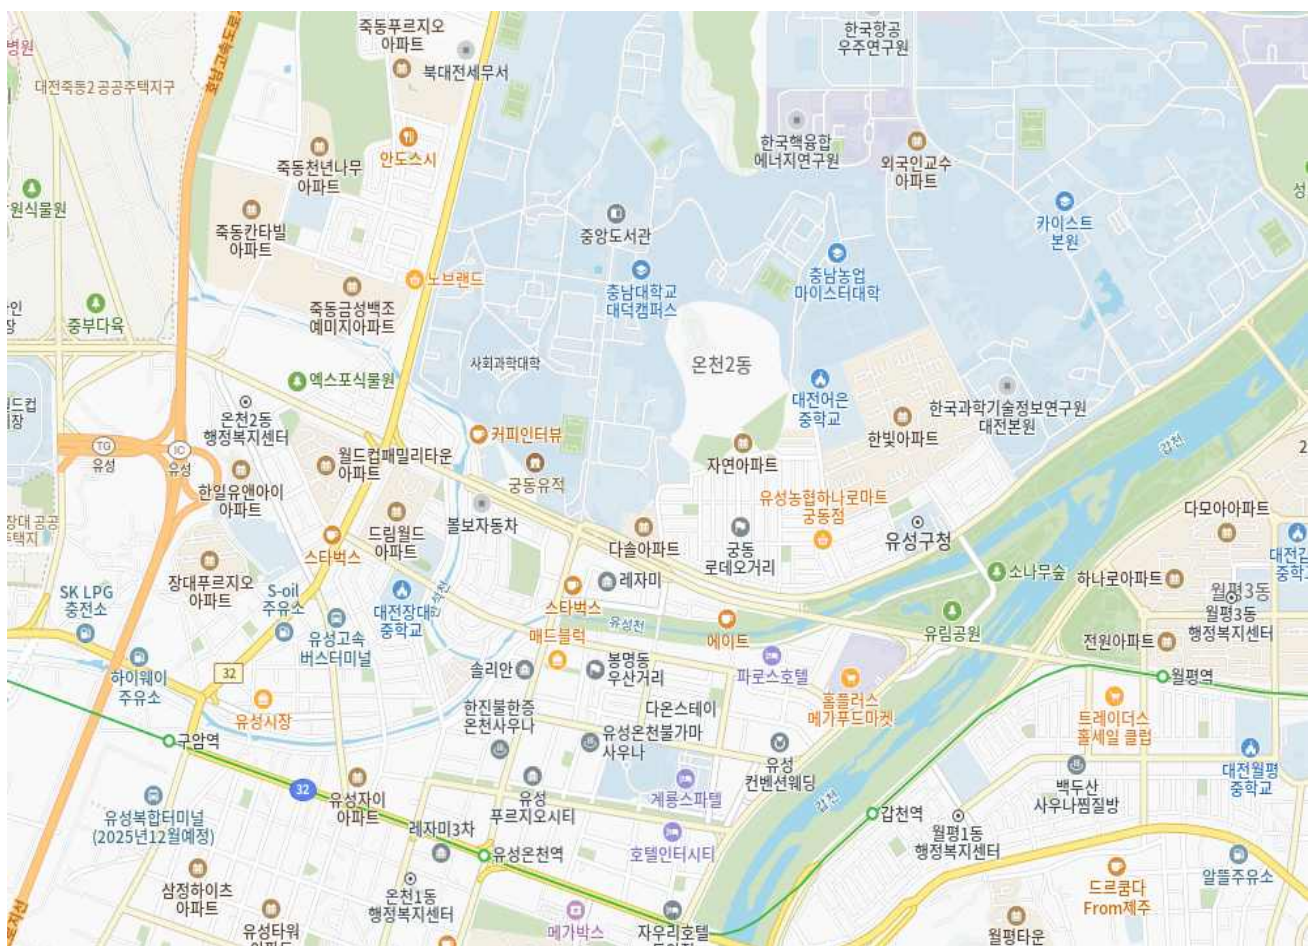 죽동푸르지오
아파트
한국항공
우주연구원
호남고속도로
병원
북대전세무서
대전죽동2 공공주택지구
안도스시
한국핵융합
에너지연구원
외국인교수
아파트
죽동천년나무
아파트
원식물원
죽동칸타빌
아파트
중앙도서관
카이스트
본원
노브랜드
충남대학교
대덕캠퍼스
충남농업
마이스터대학
죽동금성백조
예미지아파트
중부다육
사회과학대학
온천2동
엑스포식물원
대전어은
중학교
한국과학기술정보연구원
대전본원
온천2동
행정복지센터
한빛아파트
커피인터뷰
TG
유성
IC
유성
월드컵패밀리타운
아파트
자연아파트
갑천
한일유앤아이
아파트
궁동유적
유성농협하나로마트
궁동점
다모아아파트
볼보자동차
드림월드
아파트
다솔아파트
궁동
로데오거리
유성구청
스타벅스
장대푸르지오
아파트
레자미
소나무숲
하나로아파트
월평3동
SK LPG
충전소
S-oil
주유소
대전장대
중학교
스타벅스
유성천
에이트
유림공원
월평3동
행정복지센터
유성고속
버스터미널
매드블럭
전원아파트
하이웨이
주유소
32
솔리안
봉명동
우산거리
파로스호텔
홈플러스
메가푸드마켓
월평역
유성시장
한진불한증
온천사우나
다온스테이
트레이더스
홀세일 클럽
구암역
유성온천불가마
사우나
유성
컨벤션웨딩
대전월평
중학교
백두산
사우나찜질방
32
유성자이
아파트
유성
푸르지오시티
계룡스파텔
갑천
갑천역
유성복합터미널
(2025년12월예정)
레자미3차
월평1동
행정복지센터
유성온천역
호텔인터시티
삼정하이츠
아파트
온천1동
행정복지센터
드르쿰다
From제주
알뜰주유소
유성타워
메가박스
자우리호텔
월평타운